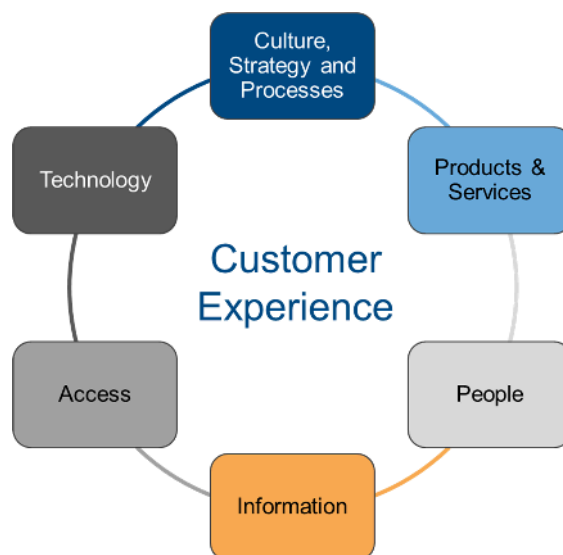 Culture,
Strategy and
Processes
Technology
Products &
Services
Customer
Experience
Access
People
Information